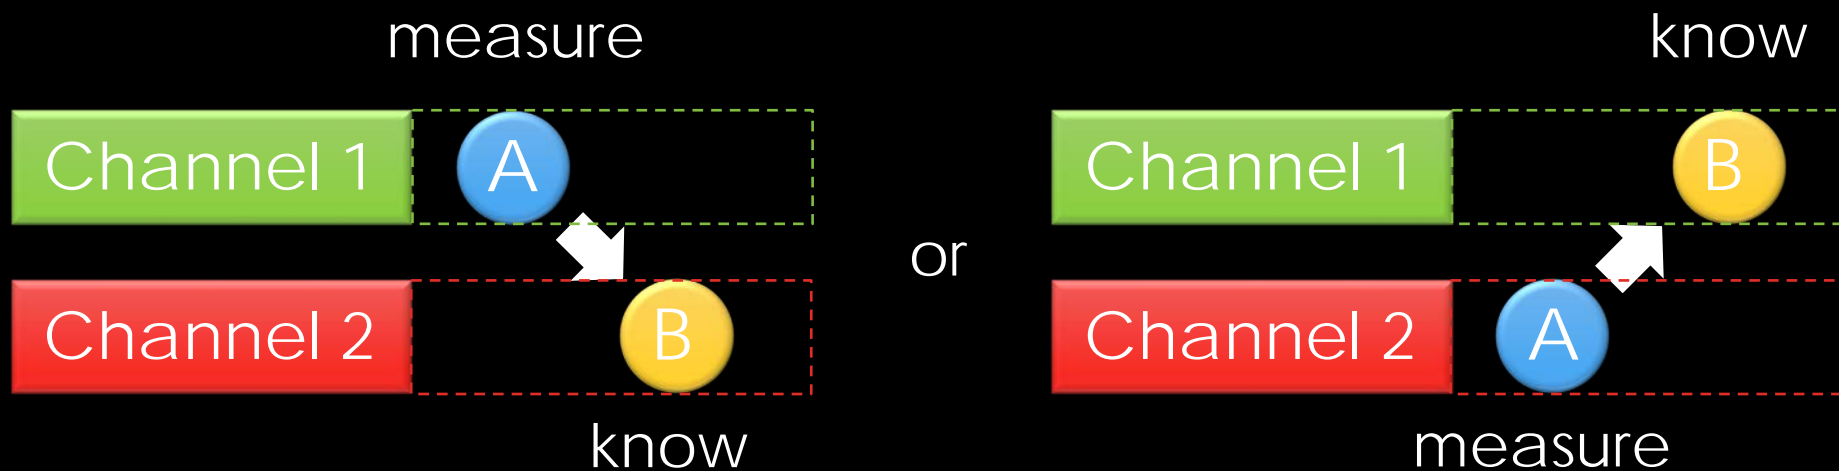 measure
Channel 1 A
Channel 2 B
know
or
know
Channel 1 B
Channel 2 A
measure